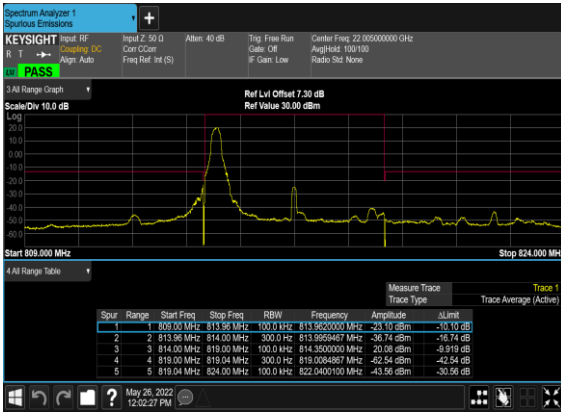 Spectrum Analyzer 1
Spurious Emissions
+
KEYSIGHT Input: RF Input Z: 50 Ω Atten: 40 dB Trig: Free Run Center Freq: 22.005000000 GHz
R T Coupling: DC Corr CCorr Gate: Off Avg|Hold: 100/100
Align: Auto Freq Ref: Int (S) IF Gain: Low Radio Std: None
PASS
3 All Range Graph
Ref Lvl Offset 7.30 dB
Scale/Div 10.0 dB Ref Value 30.00 dBm
Log
20.0
10.0
0.00
-10.0
-20.0
-30.0
-40.0
-50.0
-60.0
Start 809.000 MHz Stop 824.000 MH
4 All Range Table
Measure Trace Trace 1
Trace Type Trace Average (Active)
Spur Range Start Freq Stop Freq RBW Frequency Amplitude ΔLimit
1 1 809.00 MHz 813.96 MHz 100.0 kHz 813.9620000 MHz -23.10 dBm -10.10 dB
2 2 813.96 MHz 814.00 MHz 300.0 Hz 813.9959467 MHz -36.74 dBm -16.74 dB
3 3 814.00 MHz 819.00 MHz 100.0 kHz 814.3500000 MHz 20.08 dBm -9.919 dB
4 4 819.00 MHz 819.04 MHz 300.0 Hz 819.0084867 MHz -62.54 dBm -42.54 dB
5 5 819.04 MHz 824.00 MHz 100.0 kHz 822.0400100 MHz -43.56 dBm -30.56 dB
? May 26, 2022
12:02:27 PM